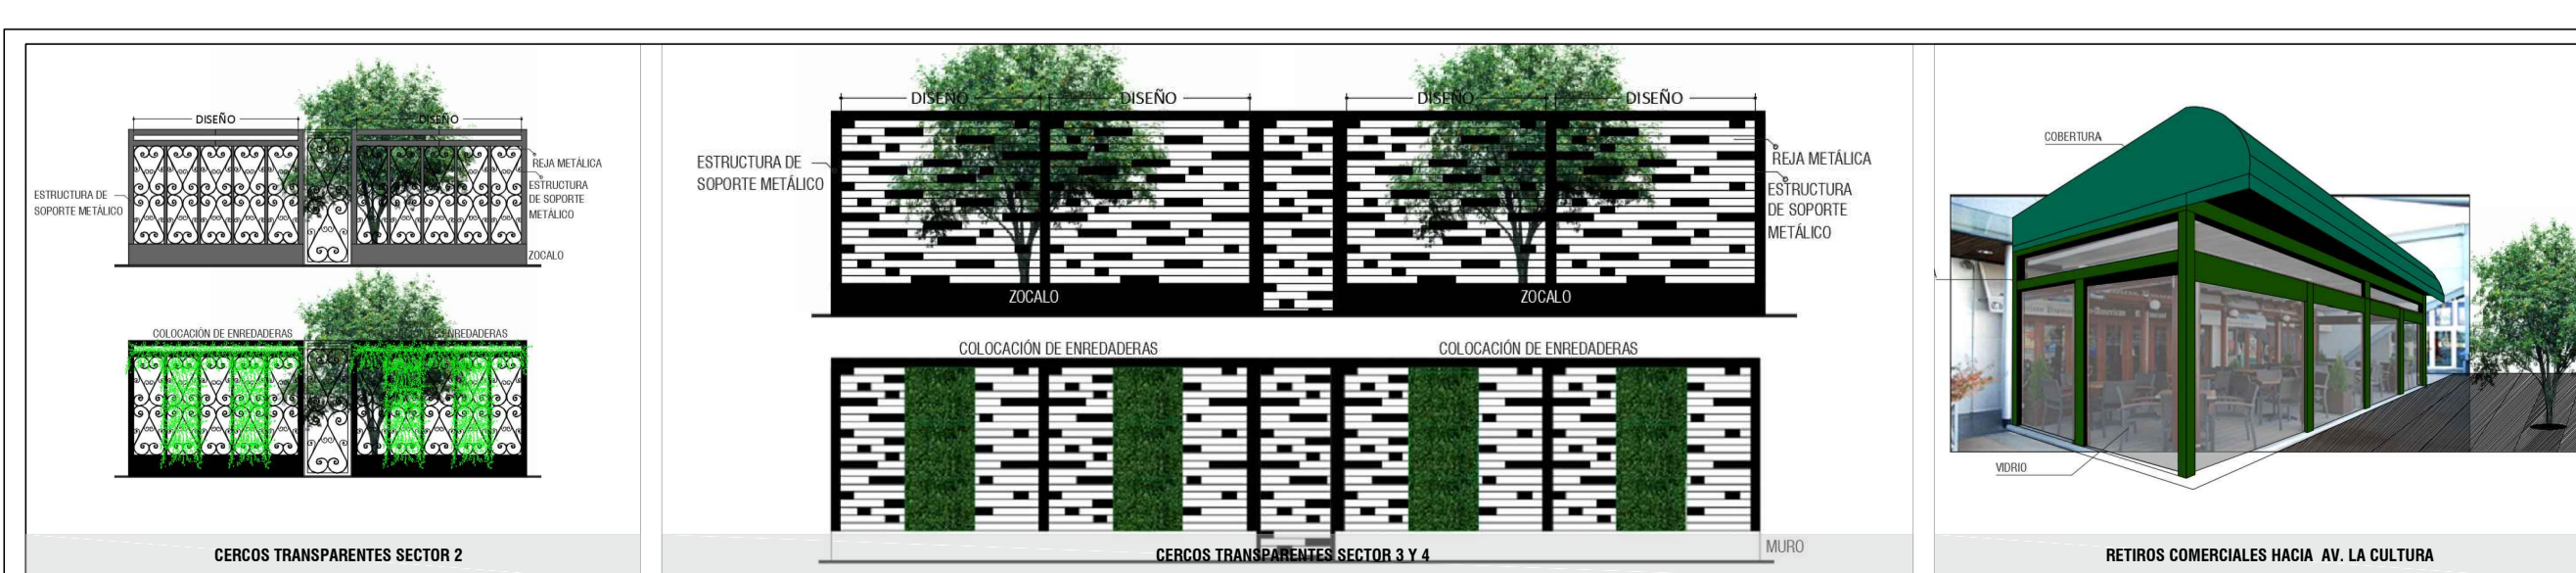 DISEÑO
DISEÑO
ESTRUCTURA DE
SOPORTE METÁLICO
REJA METÁLICA
ESTRUCTURA
DE SOPORTE
METÁLICO
ZOCALO
COLOCACIÓN DE ENREDADERAS
ENREDADERAS
CERCOS TRANSPARENTES SECTOR 2
DISEÑO
DISEÑO
DISEÑO
DISEÑO
ESTRUCTURA DE
SOPORTE METÁLICO
REJA METÁLICA
ESTRUCTURA
DE SOPORTE
METÁLICO
ZOCALO
ZOCALO
COLOCACIÓN DE ENREDADERAS
COLOCACIÓN DE ENREDADERAS
MURO
CERCOS TRANSPARENTES SECTOR 3 Y 4
COBERTURA
VIDRIO
RETIROS COMERCIALES HACIA AV. LA CULTURA